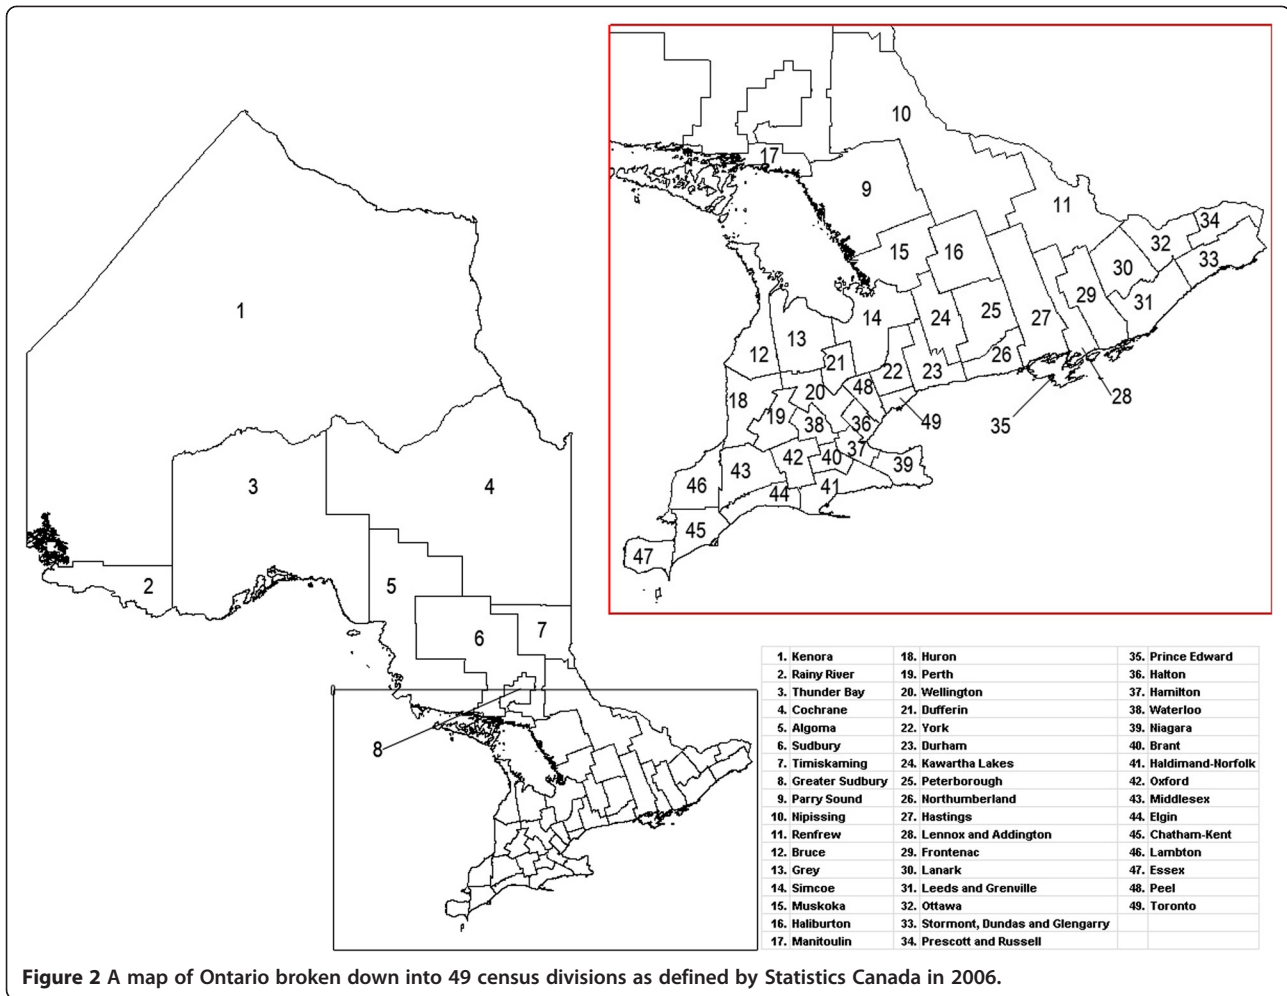 1
2
3
4
5
6
7
8
9
10
11
12
13
14
15
16
17
18
19
20
21
22
23
24
25
26
27
28
29
30
31
32
33
34
35
36
37
38
39
40
41
42
43
44
45
46
47
48
49
1. Kenora 18. Huron 35. Prince Edward
2. Rainy River 19. Perth 36. Halton
3. Thunder Bay 20. Wellington 37. Hamilton
4. Cochrane 21. Dufferin 38. Waterloo
5. Algoma 22. York 39. Niagara
6. Sudbury 23. Durham 40. Brant
7. Timiskaming 24. Kawartha Lakes 41. Haldimand-Norfolk
8. Greater Sudbury 25. Peterborough 42. Oxford
9. Parry Sound 26. Northumberland 43. Middlesex
10. Nipissing 27. Hastings 44. Elgin
11. Renfrew 28. Lennox and Addington 45. Chatham-Kent
12. Bruce 29. Frontenac 46. Lambton
13. Grey 30. Lanark 47. Essex
14. Simcoe 31. Leeds and Grenville 48. Peel
15. Muskoka 32. Ottawa 49. Toronto
16. Haliburton 33. Stormont, Dundas and Glengarry
17. Manitoulin 34. Prescott and Russell
Figure 2 A map of Ontario broken down into 49 census divisions as defined by Statistics Canada in 2006.